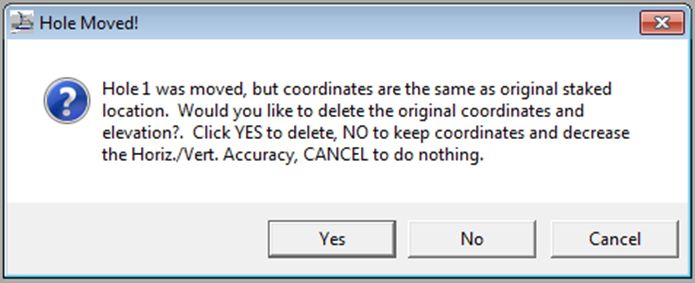 Hole Moved!
Hole 1 was moved, but coordinates are the same as original staked
location. Would you like to delete the original coordinates and
elevation?. Click YES to delete, NO to keep coordinates and decrease
the Horiz./Vert. Accuracy, CANCEL to do nothing.
Yes No Cancel